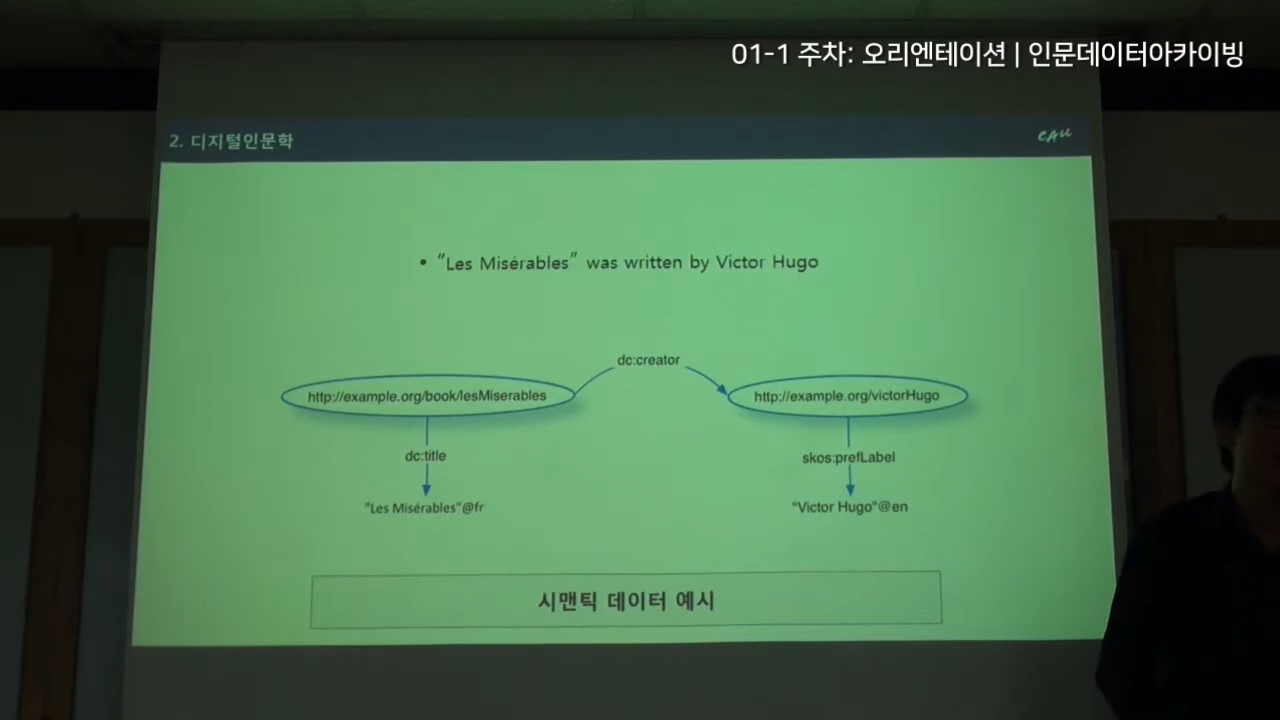 01-1 주차: 오리엔테이션 | 인문데이터아카이빙
2. 디지털인문학
CAU
• “Les Misérables” was written by Victor Hugo
dc:creator
http://example.org/book/lesMiserables
http://example.org/victorHugo
dc:title
skos:prefLabel
"Les Misérables"@fr
"Victor Hugo"@en
시맨틱 데이터 예시